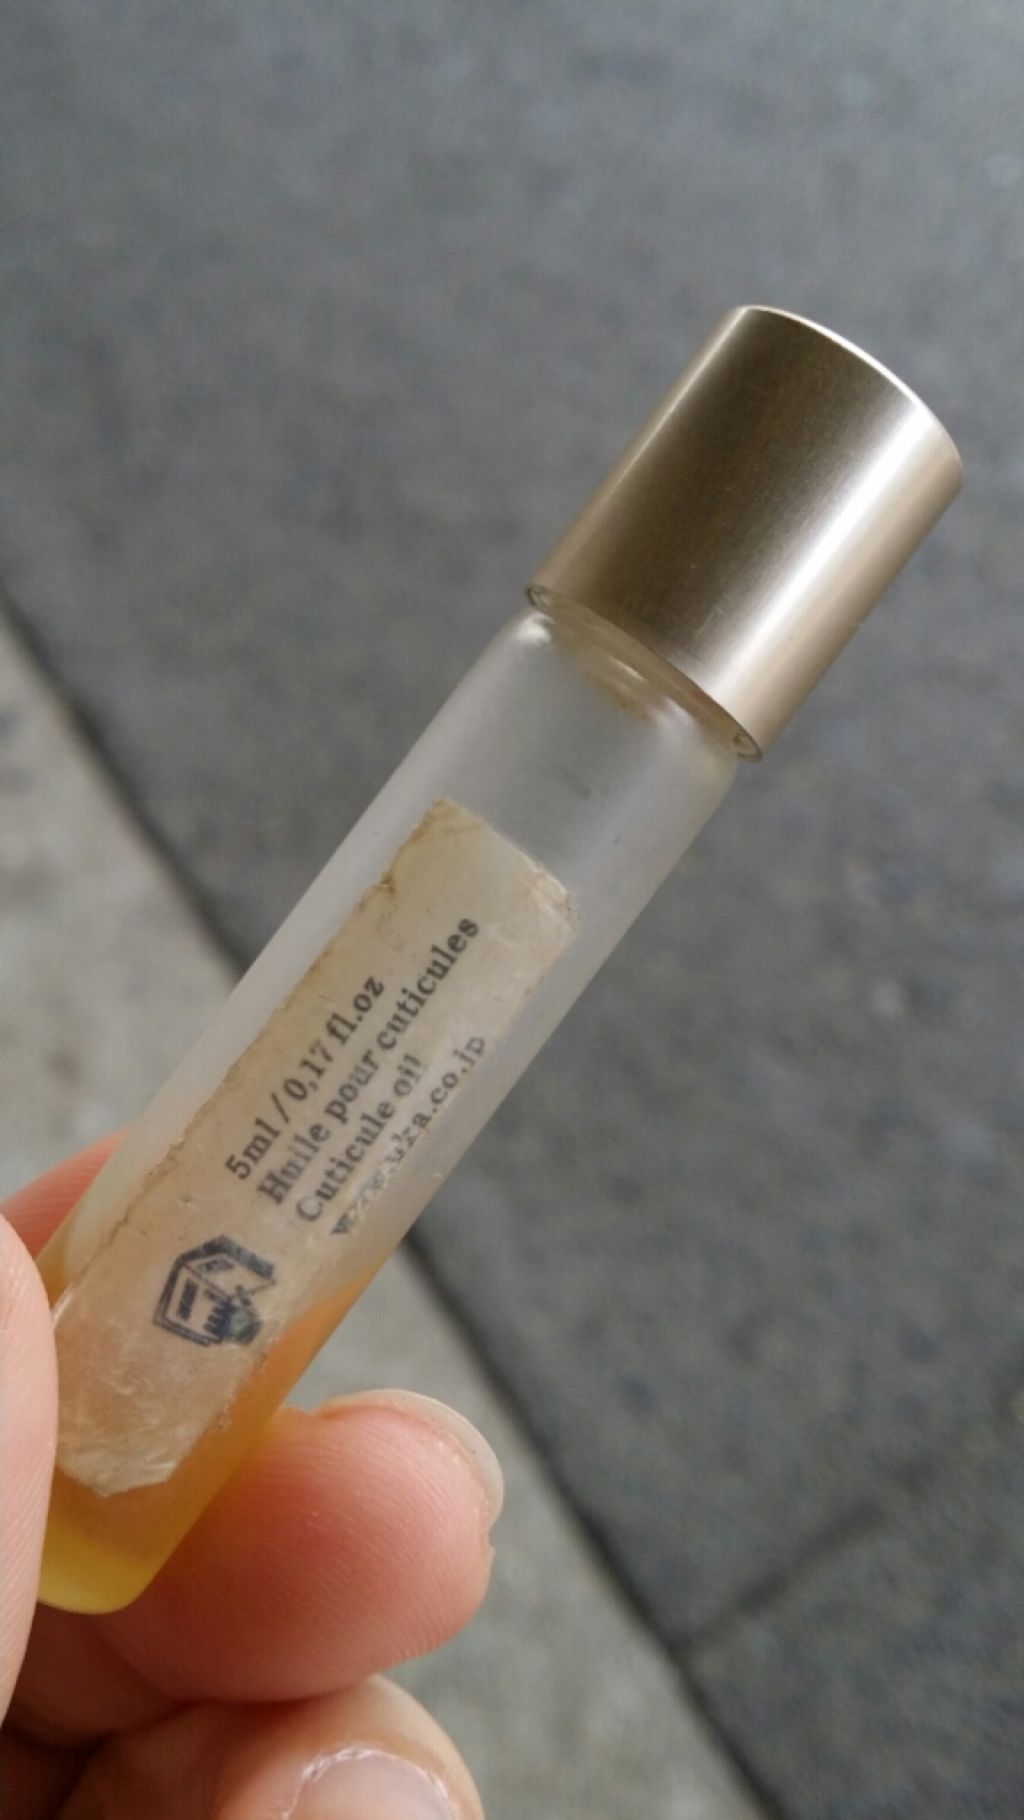 5ml / 0,17 fl.oz
Huile pour cuticules
Cuticule oil